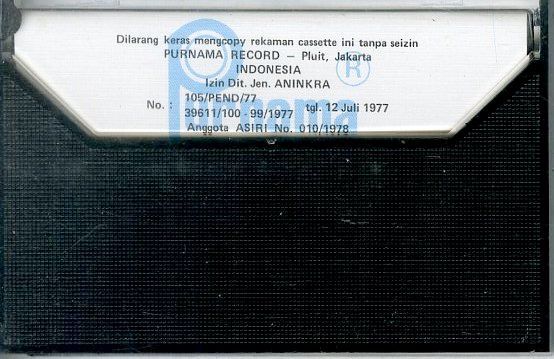 Dilarang keras mengcopy rekaman cassette ini tanpa seizin
PURNAMA RECORD — Pluit, Jakarta
INDONESIA
Izin Dit. Jen. ANINKRA
No. : 105/PEND/77
39611/100 - 99/1977 tgl. 12 Juli 1977
Anggota ASIRI No. 010/1978
®